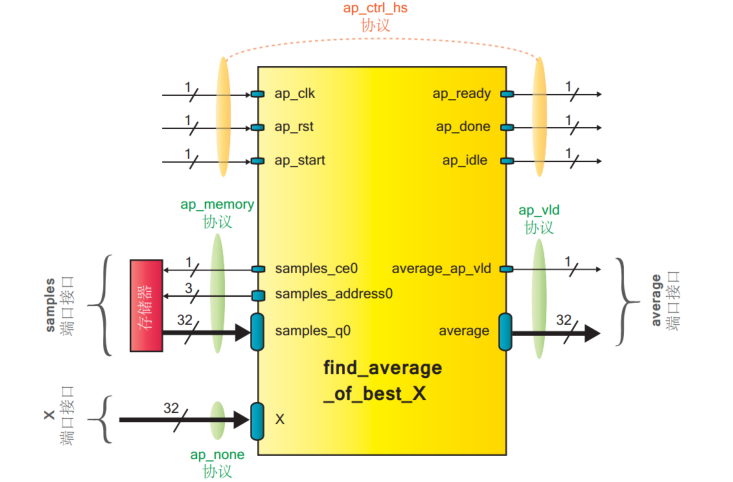 ap_ctrl_hs
协议
1
ap_clk
ap_ready
1
1
ap_rst
ap_done
1
1
ap_start
ap_idle
1
ap_memory
协议
ap_vld
协议
samples
端口接口
存储器
1
samples_ce0
average_ap_vld
1
3
samples_address0
32
samples_q0
average
32
average
端口接口
find_average
_of_best_X
X
端口接口
32
X
ap_none
协议